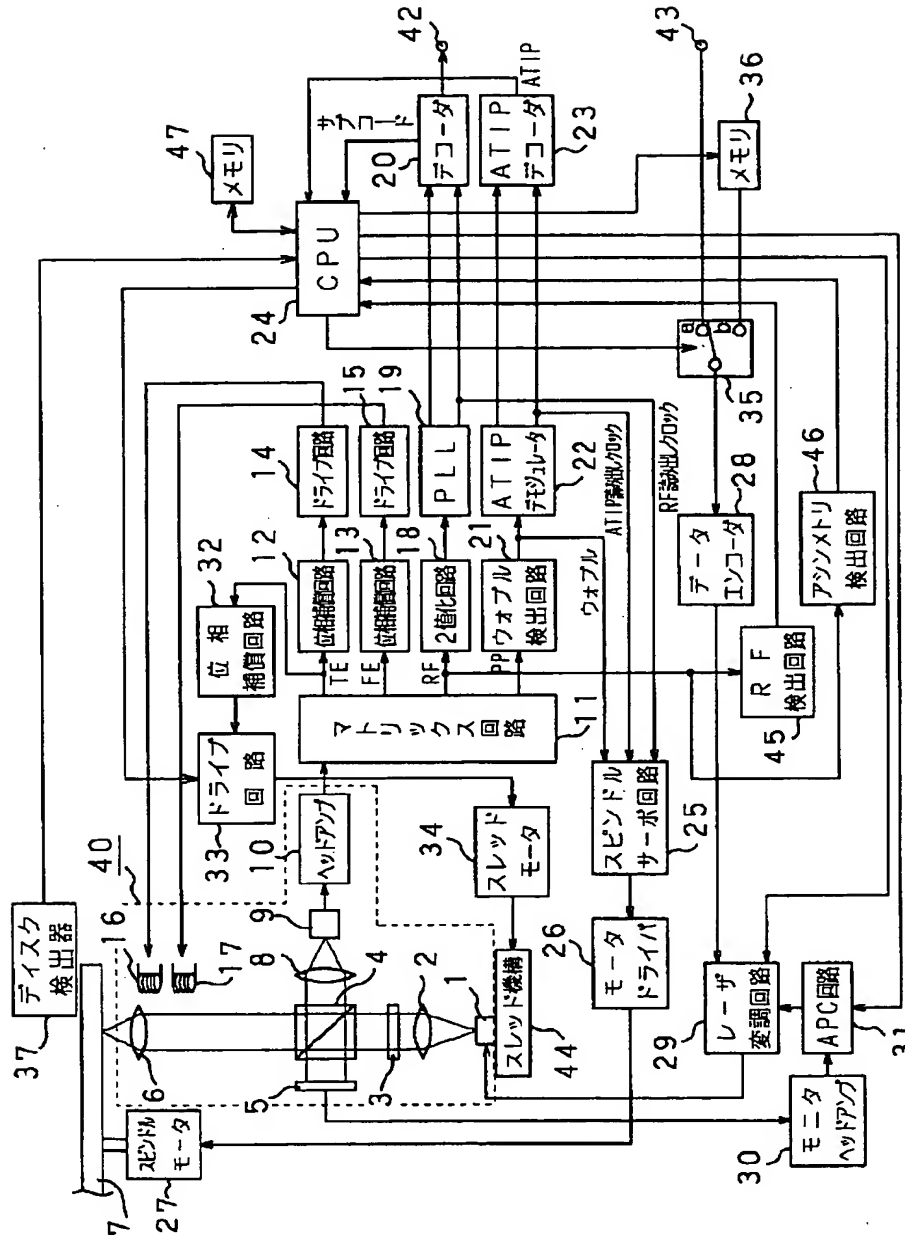 47
メモリ
42
サブコード
デコーダ
20
ATIP
ATIP
デコーダ
23
43
36
メモリ
CPU
24
a
b
35
14
ドライブ回路
15
ドライブ回路
19
PLL
ATIP
デモジュレータ
22
ATIP読み出しクロック
RF読み出しクロック
ウォブル
32
位相
補償回路
12
位相補償回路
13
位相補償回路
18
2値化回路
21
ウォブル
検出回路
TE
FE
RF
PP
マトリックス回路
11
28
データ
エンコーダ
46
アシンメトリ
検出回路
RF
検出回路
45
33
ドライブ
回路
10
ヘッドアンプ
9
8
40
34
スレッド
モータ
スピンドル
サーボ回路
25
26
モータ
ドライバ
37
ディスク
検出器
16
17
4
2
1
6
5
3
スレッド機構
44
29
レーザ
変調回路
APC回路
31
30
モニタ
ヘッドアンプ
7
27
スピンドル
モータ